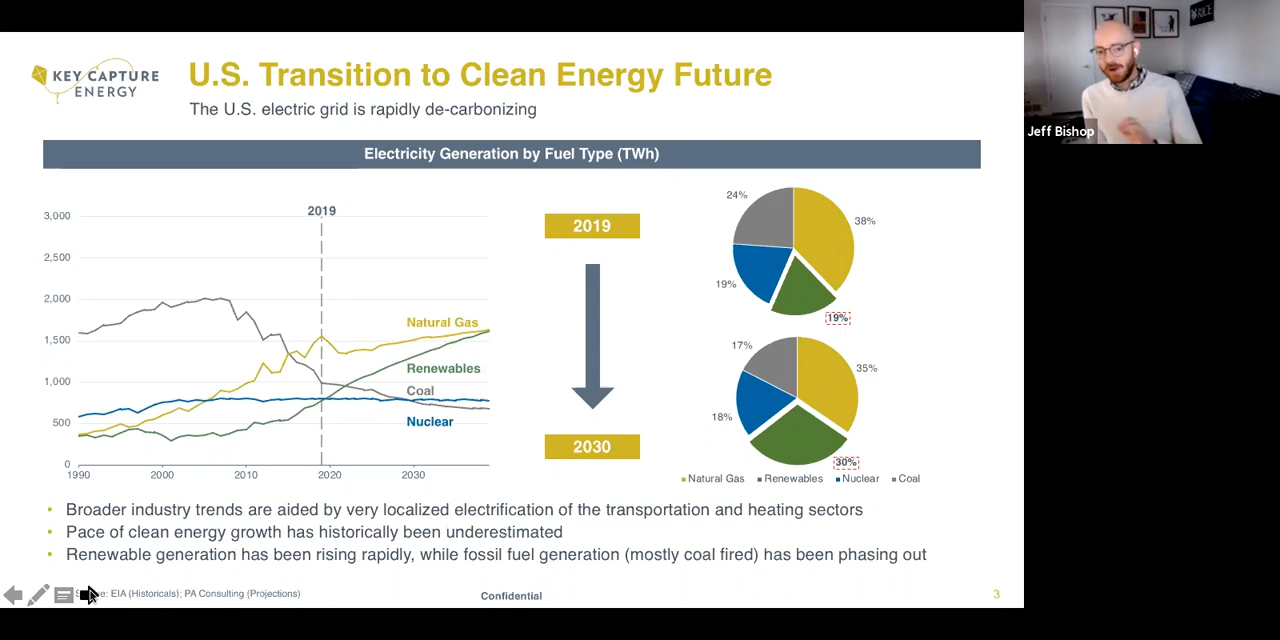 KEY CAPTURE
ENERGY
U.S. Transition to Clean Energy Future
The U.S. electric grid is rapidly de-carbonizing
Electricity Generation by Fuel Type (TWh)
3,000
2,500
2,000
1,500
1,000
500
0
1990
2000
2010
2020
2030
2019
Natural Gas
Renewables
Coal
Nuclear
2019
2030
24%
38%
19%
19%
17%
35%
18%
30%
Natural Gas Renewables Nuclear Coal
• Broader industry trends are aided by very localized electrification of the transportation and heating sectors
• Pace of clean energy growth has historically been underestimated
• Renewable generation has been rising rapidly, while fossil fuel generation (mostly coal fired) has been phasing out
EIA (Historicals); PA Consulting (Projections)
Confidential
3
RICE
Jeff Bishop